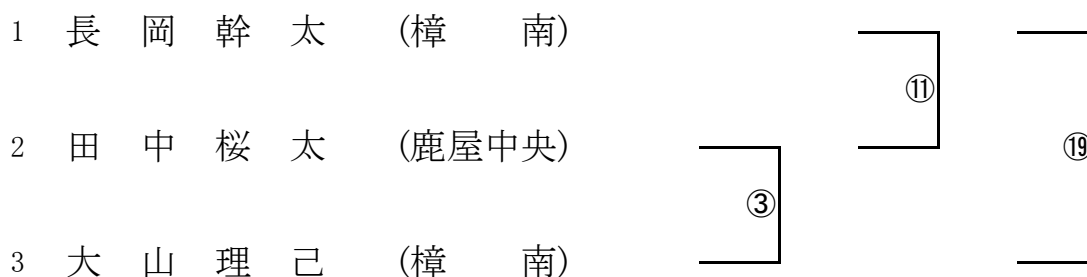 1 長 岡 幹 太 (樟 南)
⑪
2 田 中 桜 太 (鹿屋中央)
⑲
③
3 大 山 理 己 (樟 南)